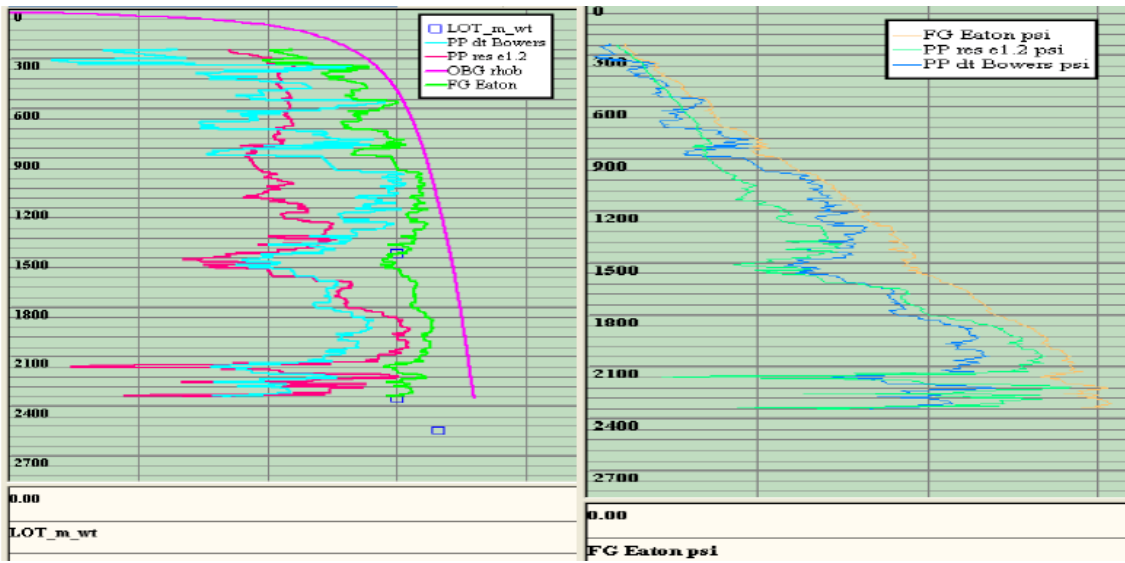 0
300
600
900
1200
1500
1800
2100
2400
2700
LOT_m_wt
PP dt Bowers
PP res e1.2
OBG rhob
FG Eaton
0.00
LOT_m_wt
0
300
600
900
1200
1500
1800
2100
2400
2700
FG Eaton psi
PP res e1.2 psi
PP dt Bowers psi
0.00
FG Eaton psi